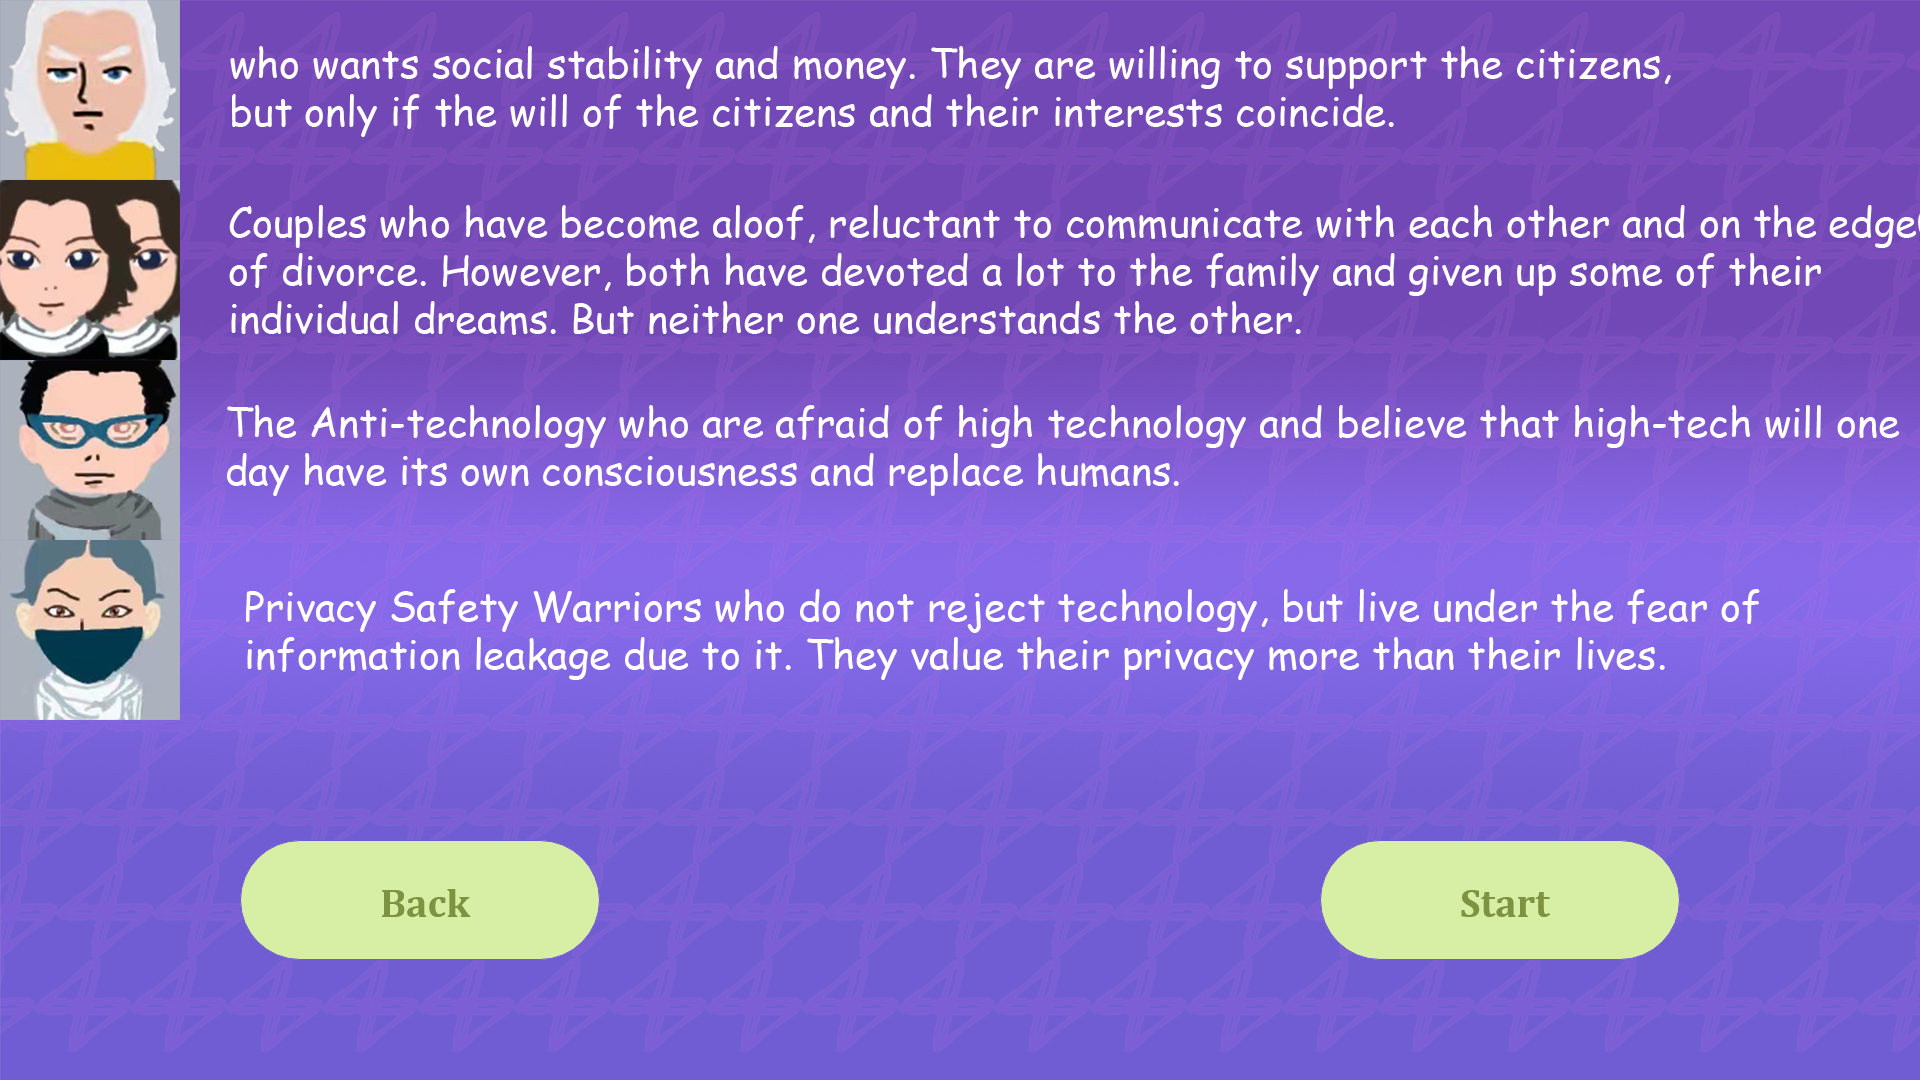 who wants social stability and money. They are willing to support the citizens,
but only if the will of the citizens and their interests coincide.
Couples who have become aloof, reluctant to communicate with each other and on the edge
of divorce. However, both have devoted a lot to the family and given up some of their
individual dreams. But neither one understands the other.
The Anti-technology who are afraid of high technology and believe that high-tech will one
day have its own consciousness and replace humans.
Privacy Safety Warriors who do not reject technology, but live under the fear of
information leakage due to it. They value their privacy more than their lives.
Back
Start